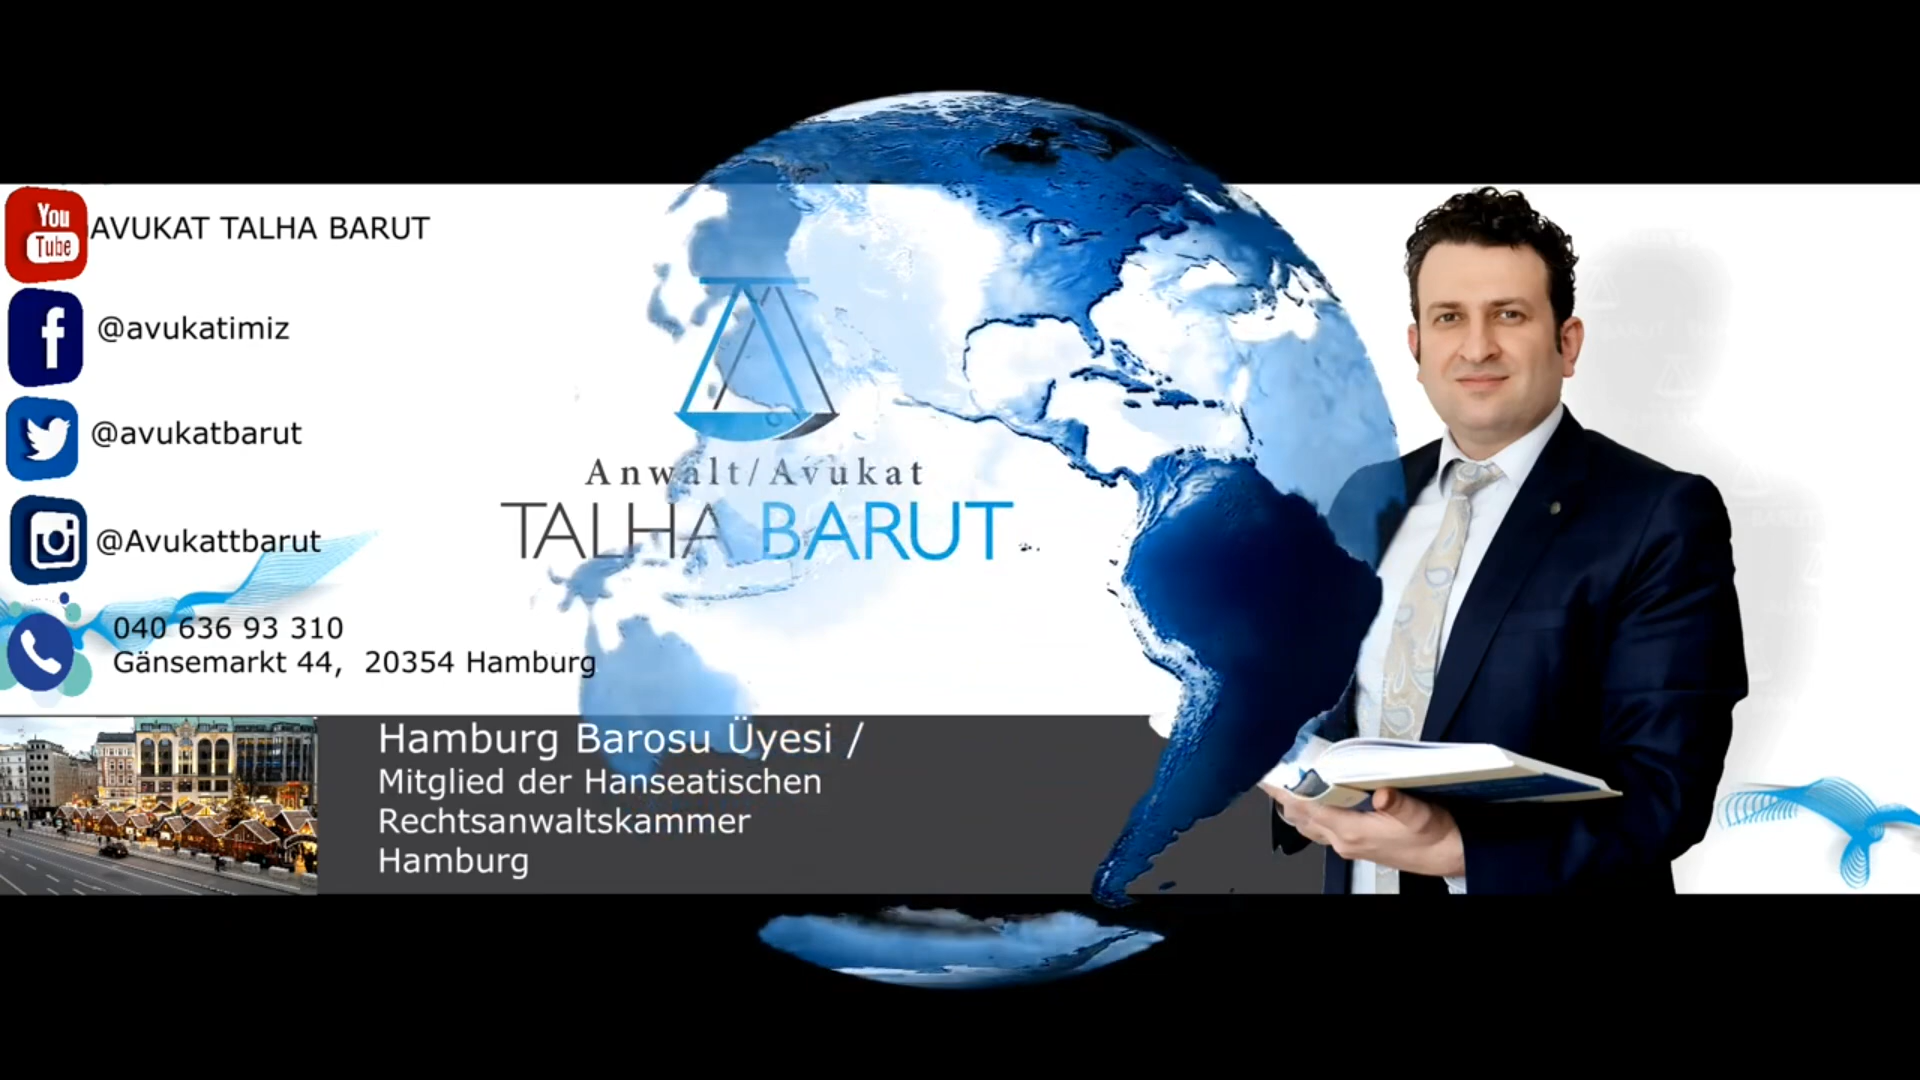 You
Tube
AVUKAT TALHA BARUT
@avukatimiz
@avukatbarut
@Avukattbarut
040 636 93 310
Gänsemarkt 44, 20354 Hamburg
Anwalt/Avukat
TALHA BARUT
Hamburg Barosu Üyesi /
Mitglied der Hanseatischen
Rechtsanwaltskammer
Hamburg